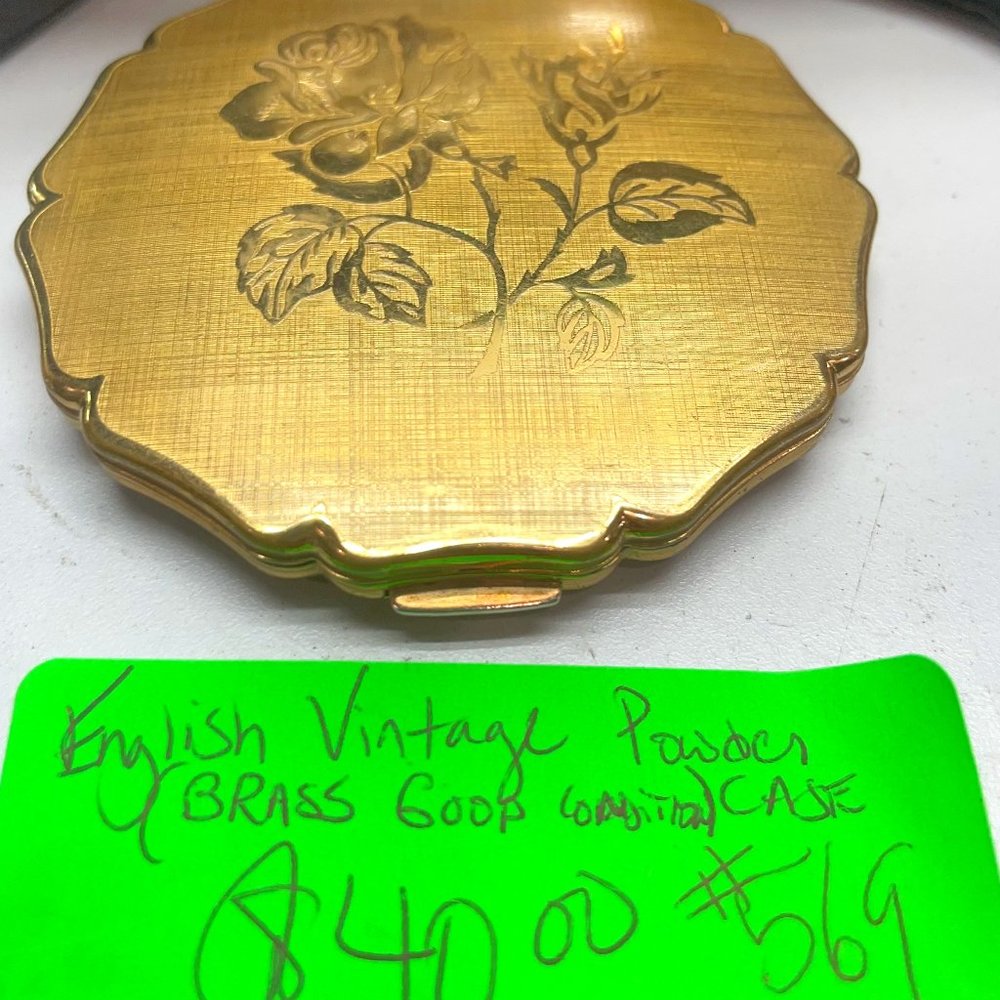 English Vintage Powder
(BRASS GOOD CONDITION) CASE
$40.00 #569